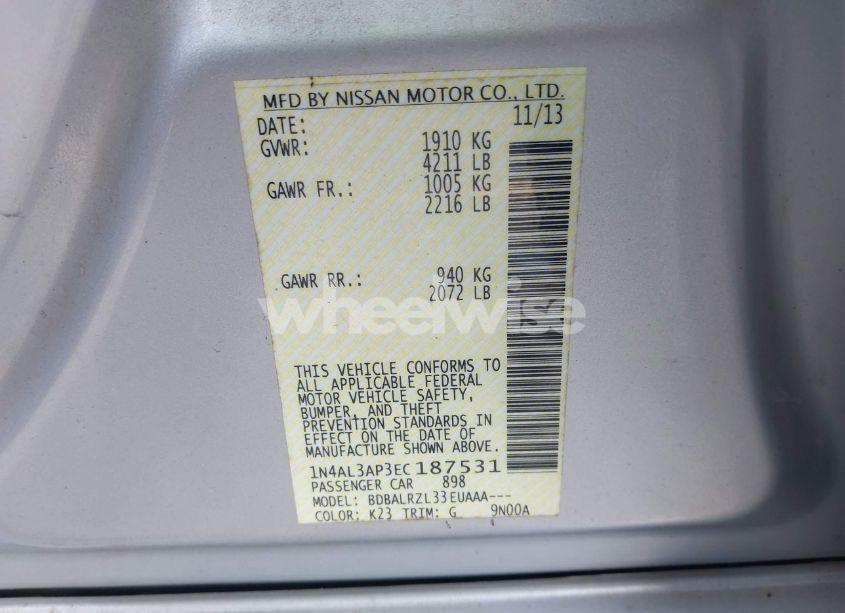 MFD BY NISSAN MOTOR CO., LTD.
DATE: 11/13
GVWR: 1910 KG
4211 LB
GAWR FR.: 1005 KG
2216 LB
GAWR RR.: 940 KG
2072 LB
wheelwise
THIS VEHICLE CONFORMS TO
ALL APPLICABLE FEDERAL
MOTOR VEHICLE SAFETY,
BUMPER, AND THEFT
PREVENTION STANDARDS IN
EFFECT ON THE DATE OF
MANUFACTURE SHOWN ABOVE.
1N4AL3AP3EC187531
PASSENGER CAR 898
MODEL: BDBALRZL33EUAAA---
COLOR: K23 TRIM: G 9N00A